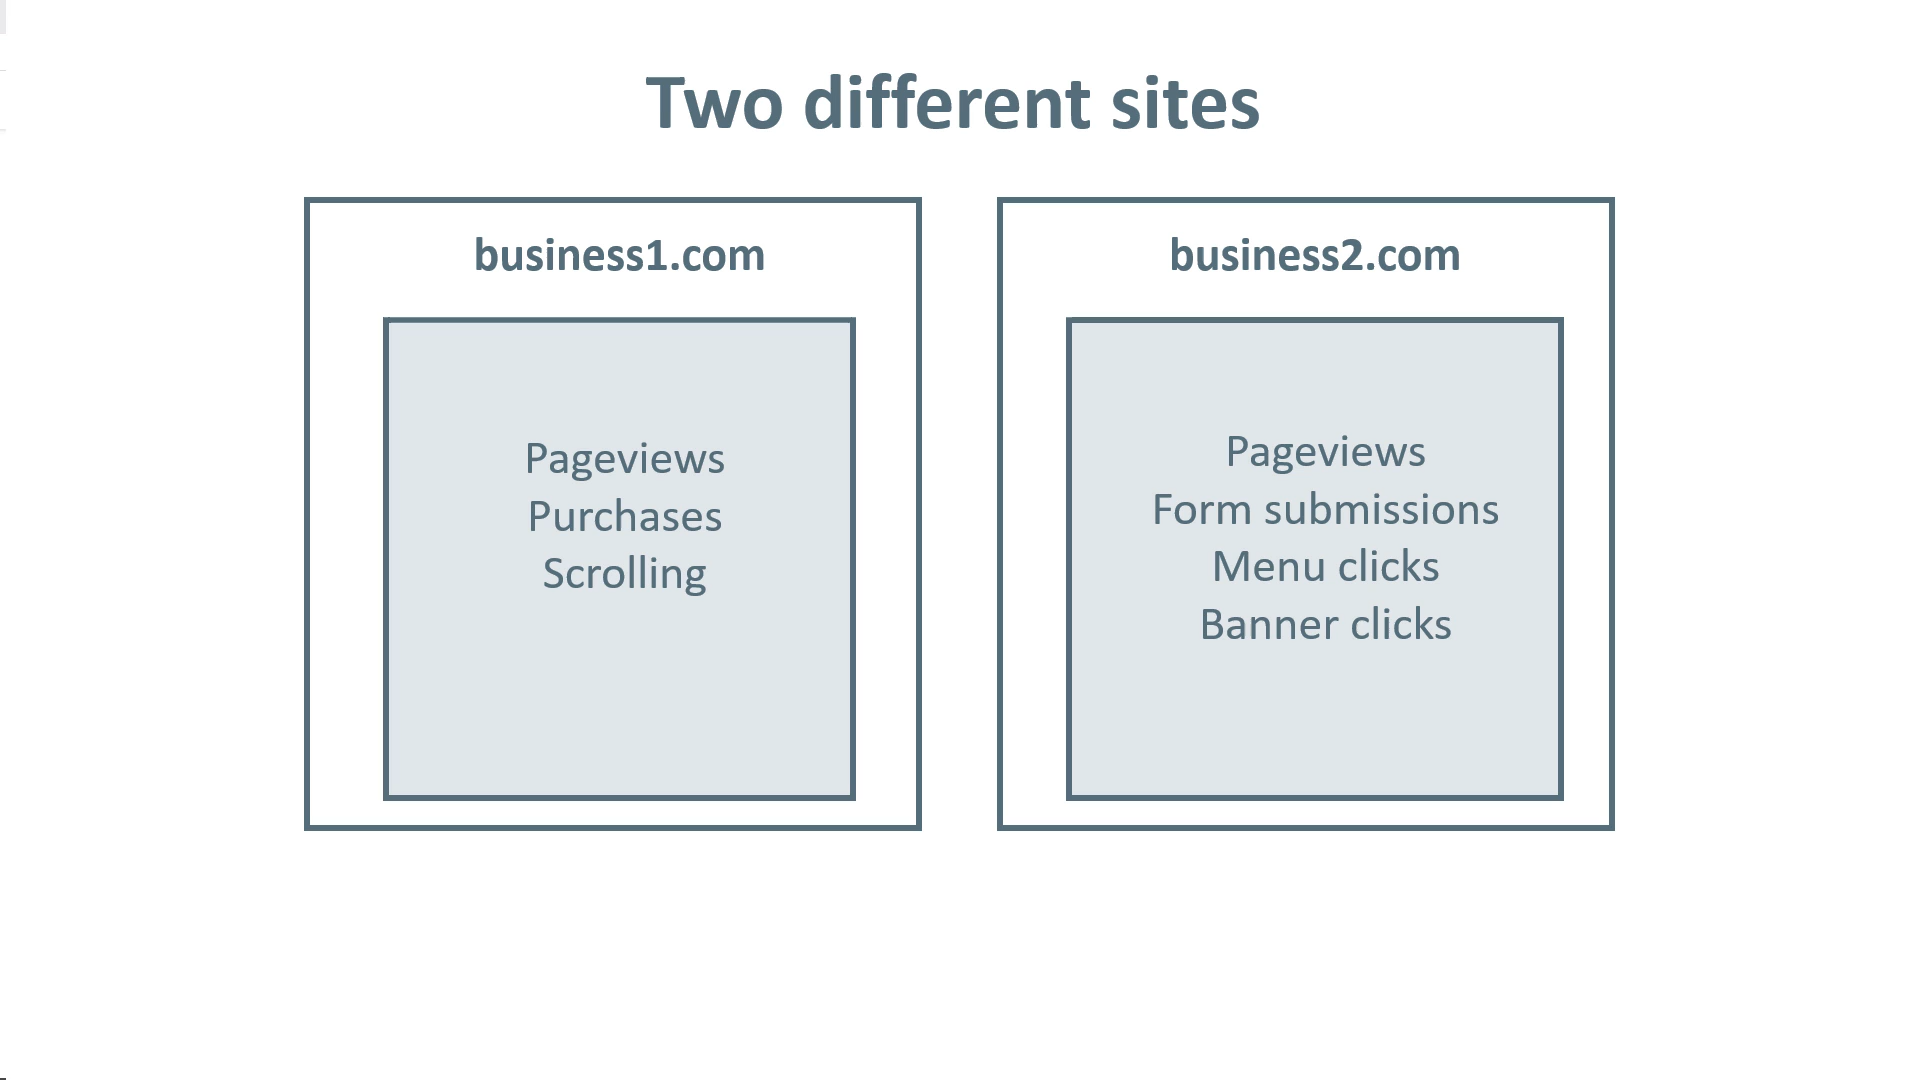 Two different sites
business1.com
Pageviews
Purchases
Scrolling
business2.com
Pageviews
Form submissions
Menu clicks
Banner clicks